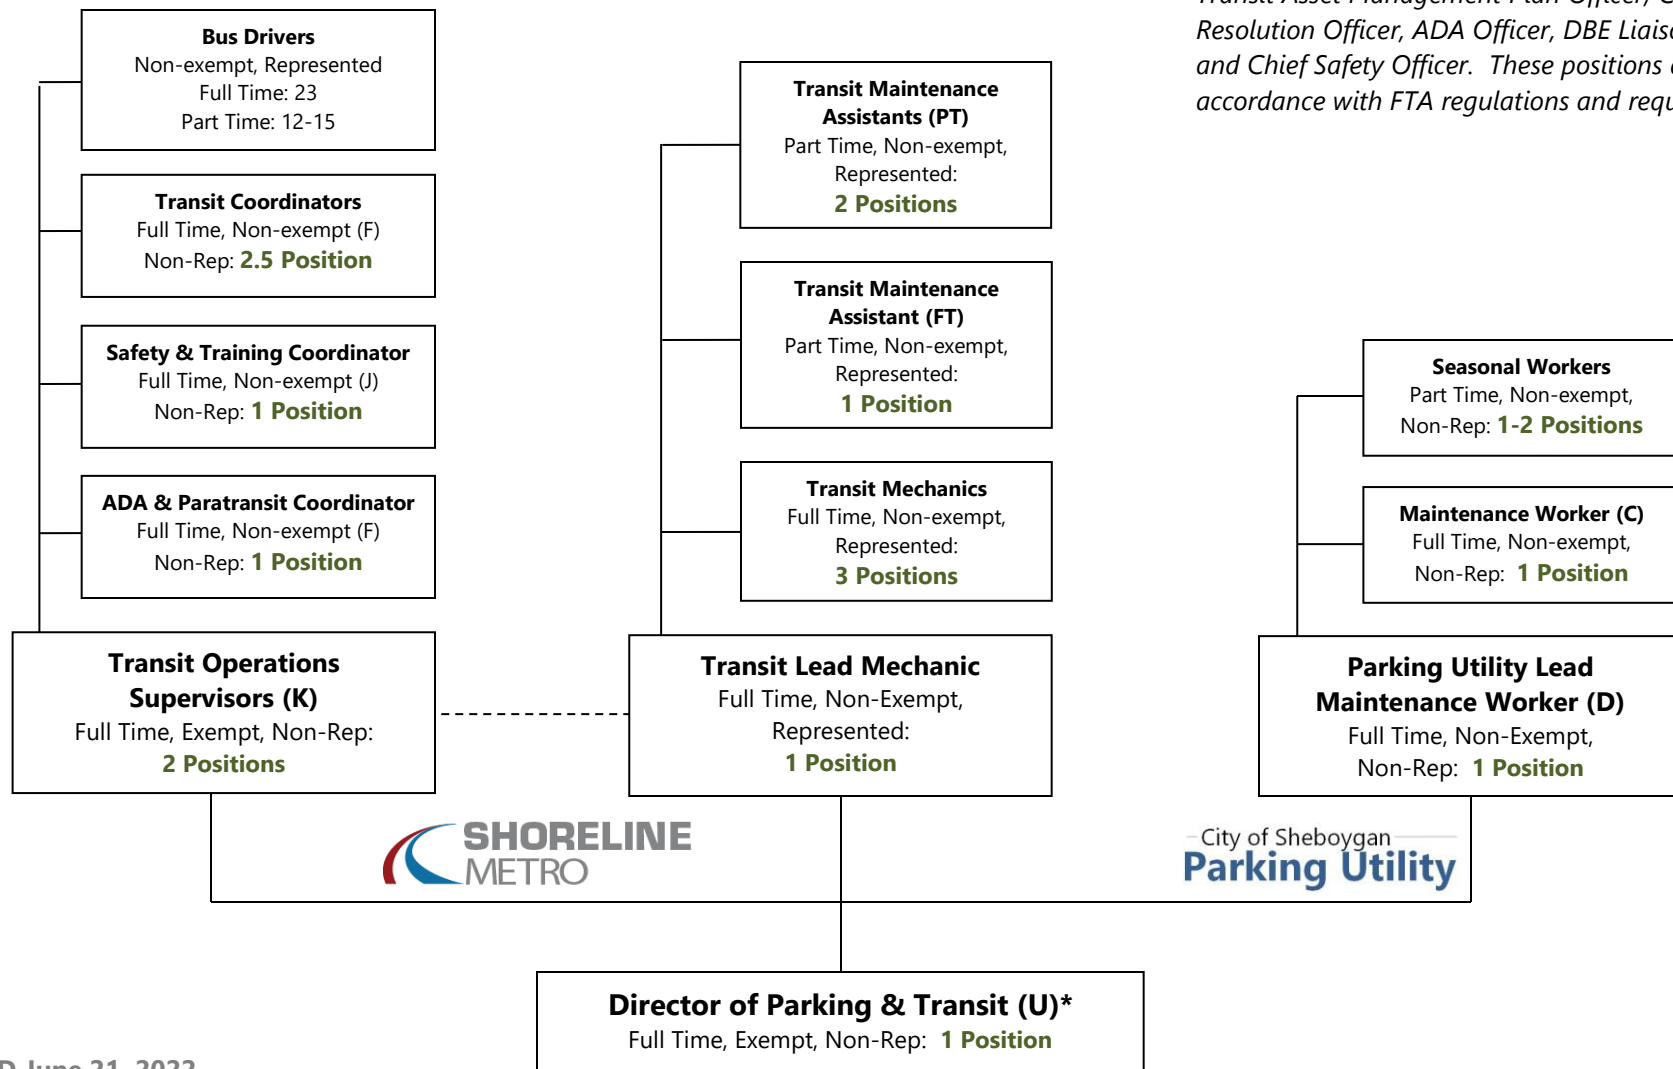 Transit Asset Management Plan Officer,
Resolution Officer, ADA Officer, DBE
and Chief Safety Officer. These positions
accordance with FTA regulations and
Bus Drivers
Non-exempt, Represented
Full Time: 23
Part Time: 12-15
Transit Coordinators
Full Time, Non-exempt (F)
Non-Rep: 2.5 Position
Safety & Training Coordinator
Full Time, Non-exempt (J)
Non-Rep: 1 Position
ADA & Paratransit Coordinator
Full Time, Non-exempt (F)
Non-Rep: 1 Position
Transit Operations
Supervisors (K)
Full Time, Exempt, Non-Rep:
2 Positions
Transit Maintenance
Assistants (PT)
Part Time, Non-exempt,
Represented:
2 Positions
Transit Maintenance
Assistant (FT)
Part Time, Non-exempt,
Represented:
1 Position
Transit Mechanics
Full Time, Non-exempt,
Represented:
3 Positions
Transit Lead Mechanic
Full Time, Non-Exempt,
Represented:
1 Position
Seasonal Workers
Part Time, Non-exempt,
Non-Rep: 1-2 Positions
Maintenance Worker (C)
Full Time, Non-exempt,
Non-Rep: 1 Position
Parking Utility Lead
Maintenance Worker (D)
Full Time, Non-Exempt,
Non-Rep: 1 Position
SHORELINE
METRO
City of Sheboygan
Parking Utility
Director of Parking & Transit (U)*
Full Time, Exempt, Non-Rep: 1 Position
June 21, 2022